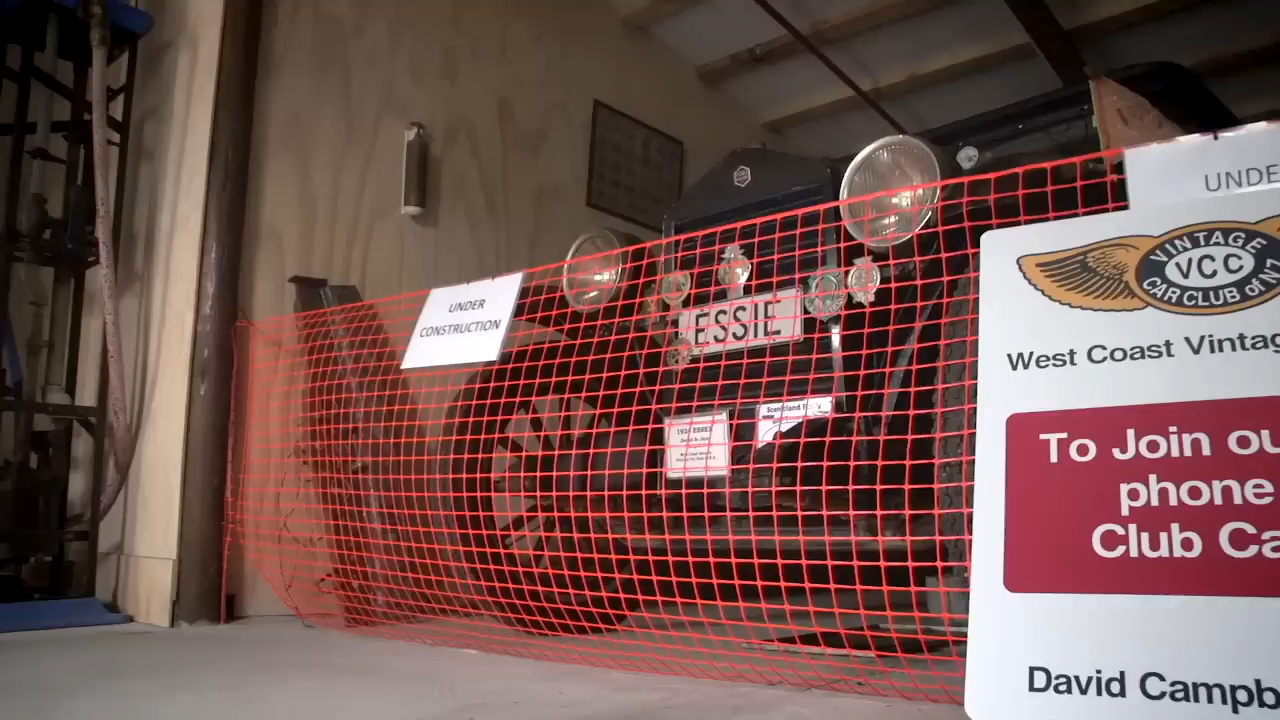 UNDER
CONSTRUCTION
ESSIE
UNDE
VINTAGE
VCC
CAR CLUB of NZ
West Coast Vintag
To Join ou
phone
Club Ca
David Campb